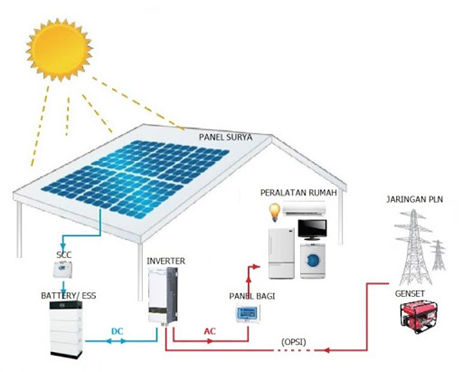 PANEL SURYA
PERALATAN RUMAH
JARINGAN PLN
SCC
INVERTER
BATTERY/ ESS
PANEL BAGI
GENSET
DC
AC
(OPSI)